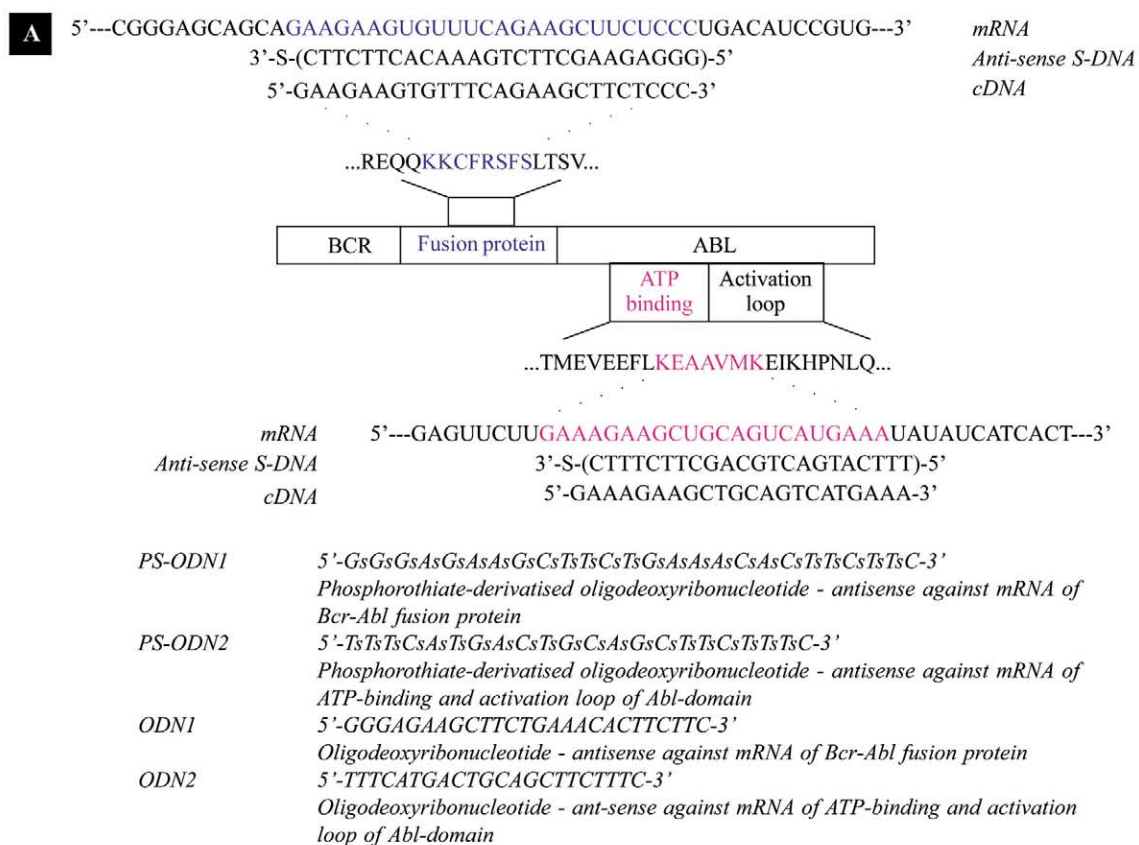 A
5’---CGGGAGCAGCAGAAGAAGUGUUUCAGAAGCUUCUCCCUGACAUCCGUG---3’ mRNA
3’-S-(CTTCTTCACAAAGTCTTCGAAGAGGG)-5’ Anti-sense S-DNA
5’-GAAGAAGTGTTTCAGAAGCTTCTCCC-3’ cDNA
...REQQKKCFRSFSLTSV...
BCR Fusion protein ABL
ATP binding Activation loop
...TMEVEEFLKEAAVMKEIKHPNLQ...
mRNA 5’---GAGUUCUUGAAAGAAGCUGCAGUCAUGAAAUAUAUCATCACT---3’
Anti-sense S-DNA 3’-S-(CTTTCTTCGACGTCAGTACTTT)-5’
cDNA 5’-GAAAGAAGCTGCAGTCATGAAA-3’
PS-ODN1 5’-GsGsGsAsGsAsAsGsCsTsTsCsTsGsAsAsAsCsAsCsTsTsCsTsTsC-3’
Phosphorothiate-derivatised oligodeoxyribonucleotide - antisense against mRNA of
Bcr-Abl fusion protein
PS-ODN2 5’-TsTsTsCsAsTsGsAsCsTsGsCsAsGsCsTsTsCsTsTsTsC-3’
Phosphorothiate-derivatised oligodeoxyribonucleotide - antisense against mRNA of
ATP-binding and activation loop of Abl-domain
ODN1 5’-GGGAGAAGCTTCTGAAACACTTCTTC-3’
Oligodeoxyribonucleotide - antisense against mRNA of Bcr-Abl fusion protein
ODN2 5’-TTTCATGACTGCAGCTTCTTTC-3’
Oligodeoxyribonucleotide - ant-sense against mRNA of ATP-binding and activation
loop of Abl-domain